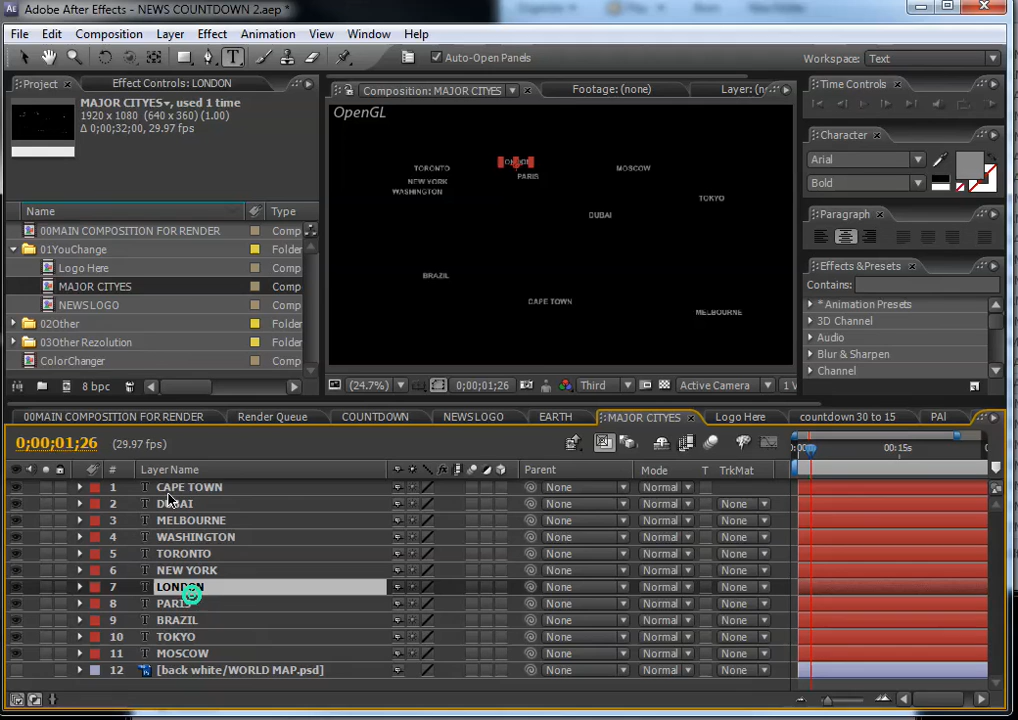 Adobe After Effects - NEWS COUNTDOWN 2.aep *
File Edit Composition Layer Effect Animation View Window Help
Auto-Open Panels
Workspace: Text
Project Effect Controls: LONDON
MAJOR CITYES, used 1 time
1920 x 1080 (640 x 360) (1.00)
Δ 0;00;32;00, 29.97 fps
Name Type
00MAIN COMPOSITION FOR RENDER Comp
01YouChange Folder
Logo Here Comp
MAJOR CITYES Comp
NEWS LOGO Comp
02Other Folder
03Other Rezolution Folder
ColorChanger Comp
8 bpc
Composition: MAJOR CITYES Footage: (none) Layer: (n
OpenGL
TORONTO
NEW YORK
WASHINGTON
PARIS
MOSCOW
TOKYO
DUBAI
BRAZIL
CAPE TOWN
MELBOURNE
(24.7%) 0;00;01;26 Third Active Camera 1 V
Time Controls
Character
Arial
Bold
Paragraph
Effects & Presets
Contains:
* Animation Presets
3D Channel
Audio
Blur & Sharpen
Channel
00MAIN COMPOSITION FOR RENDER Render Queue COUNTDOWN NEWS LOGO EARTH MAJOR CITYES Logo Here countdown 30 to 15 PAl
0;00;01;26 (29.97 fps)
00:15s
# Layer Name Parent Mode T TrkMat
1 CAPE TOWN None Normal
2 DUBAI None Normal None
3 MELBOURNE None Normal None
4 WASHINGTON None Normal None
5 TORONTO None Normal None
6 NEW YORK None Normal None
7 LONDON None Normal None
8 PARIS None Normal None
9 BRAZIL None Normal None
10 TOKYO None Normal None
11 MOSCOW None Normal None
12 [back white/WORLD MAP.psd] None Normal None